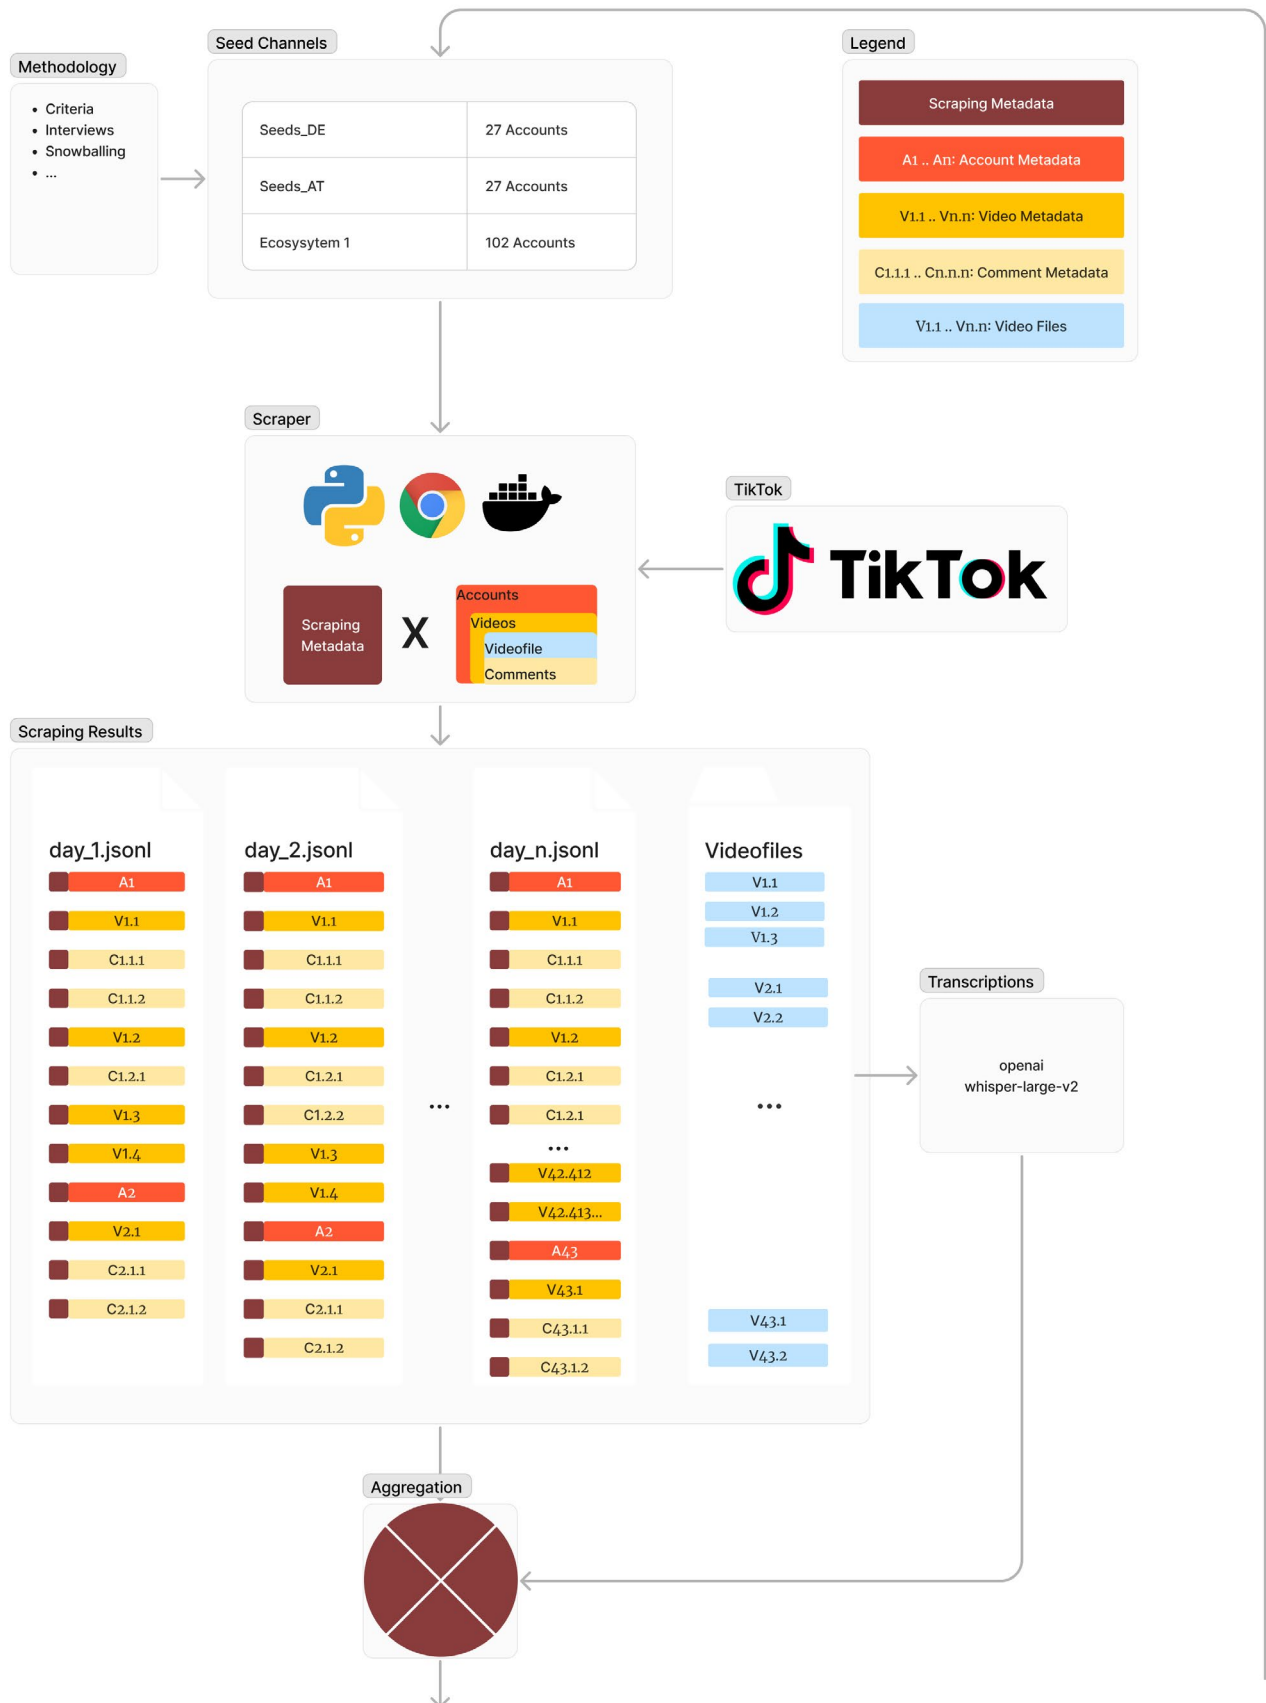 Seed Channels
Legend
Methodology
• Criteria
• Interviews
• Snowballing
• ...
Seeds_DE 27 Accounts
Seeds_AT 27 Accounts
Ecosysytem 1 102 Accounts
Scraping Metadata
A1 .. An: Account Metadata
V1.1 .. Vn.n: Video Metadata
C1.1.1 .. Cn.n.n: Comment Metadata
V1.1 .. Vn.n: Video Files
Scraper
Scraping
Metadata
X
Accounts
Videos
Videofile
Comments
TikTok
TikTok
Scraping Results
day_1.jsonl
A1
V1.1
C1.1.1
C1.1.2
V1.2
C1.2.1
V1.3
V1.4
A2
V2.1
C2.1.1
C2.1.2
day_2.jsonl
A1
V1.1
C1.1.1
C1.1.2
V1.2
C1.2.1
C1.2.2
V1.3
V1.4
A2
V2.1
C2.1.1
C2.1.2
...
day_n.jsonl
A1
V1.1
C1.1.1
C1.1.2
V1.2
C1.2.1
C1.2.1
...
V42.412
V42.413...
A43
V43.1
C43.1.1
C43.1.2
Videofiles
V1.1
V1.2
V1.3
V2.1
V2.2
...
V43.1
V43.2
Transcriptions
openai
whisper-large-v2
Aggregation